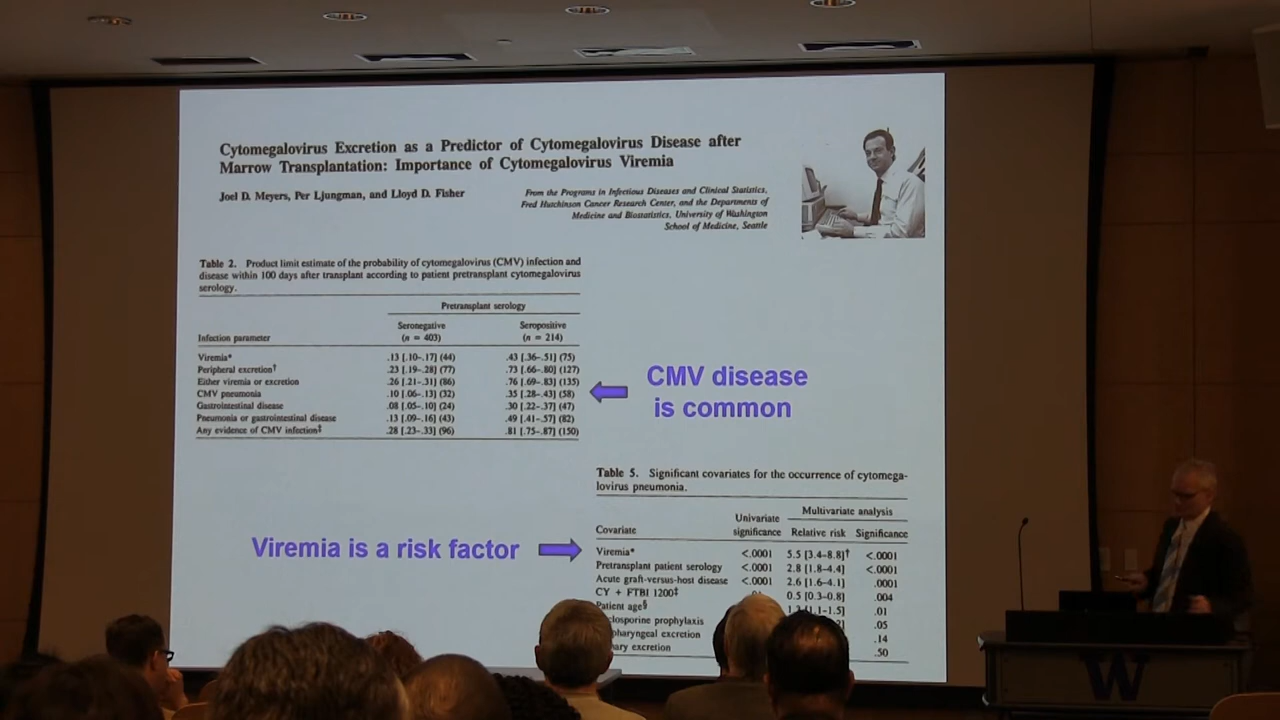 Cytomegalovirus Excretion as a Predictor of Cytomegalovirus Disease after
Marrow Transplantation: Importance of Cytomegalovirus Viremia
Joel D. Meyers, Per Ljungman, and Lloyd D. Fisher
From the Programs in Infectious Diseases and Clinical Statistics,
Fred Hutchinson Cancer Research Center, and the Departments of
Medicine and Biostatistics, University of Washington
School of Medicine, Seattle
Table 2. Product limit estimate of the probability of cytomegalovirus (CMV) infection and
disease within 100 days after transplant according to patient pretransplant cytomegalovirus
serology.
Pretransplant serology
Seronegative Seropositive
Infection parameter (n = 403) (n = 214)
Viremia* .13 [.10-.17] (44) .43 [.36-.51] (75)
Peripheral excretion† .23 [.19-.28] (77) .73 [.66-.80] (127)
Either viremia or excretion .26 [.21-.31] (86) .76 [.69-.83] (135)
CMV pneumonia .10 [.06-.13] (32) .35 [.28-.43] (58)
Gastrointestinal disease .08 [.05-.10] (24) .30 [.22-.37] (47)
Pneumonia or gastrointestinal disease .13 [.09-.16] (43) .49 [.41-.57] (82)
Any evidence of CMV infection‡ .28 [.23-.33] (96) .81 [.75-.87] (150)
CMV disease
is common
Table 5. Significant covariates for the occurrence of cytomega-
lovirus pneumonia.
Multivariate analysis
Univariate
Covariate significance Relative risk Significance
Viremia* <.0001 5.5 [3.4-8.8]† <.0001
Pretransplant patient serology <.0001 2.8 [1.8-4.4] <.0001
Acute graft-versus-host disease <.0001 2.6 [1.6-4.1] .0001
CY + FTBI 1200‡ 0.5 [0.3-0.8] .004
Patient age§ .01
prophylaxis .05
excretion .14
excretion .50
Viremia is a risk factor
W